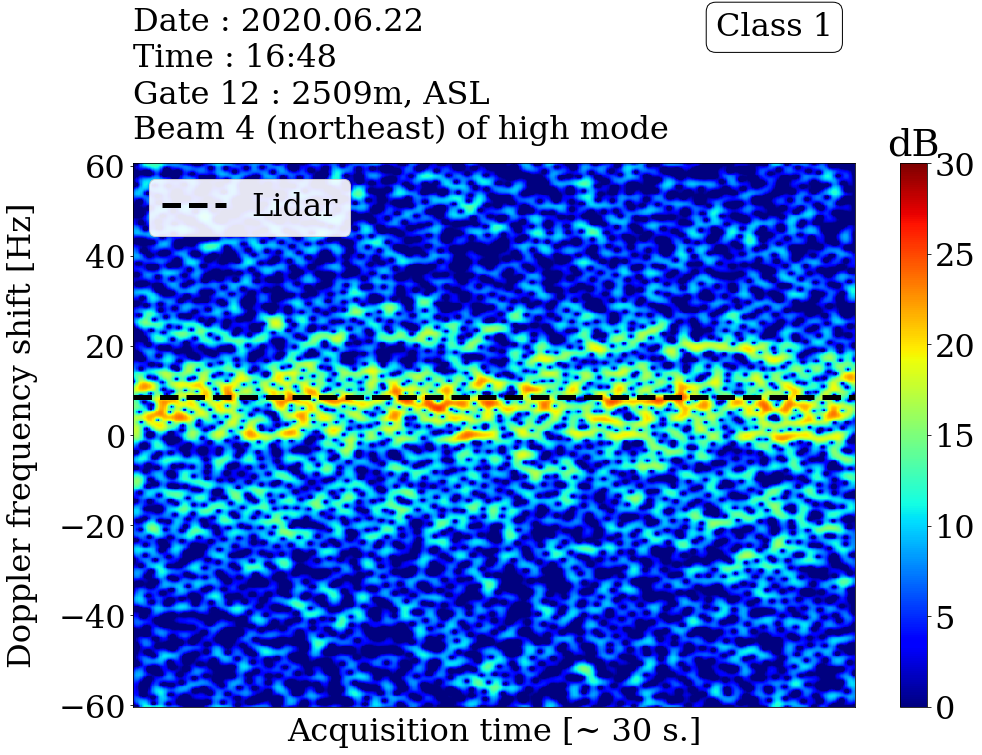 Date : 2020.06.22
Time : 16:48
Gate 12 : 2509m, ASL
Beam 4 (northeast) of high mode
Class 1
dB
Lidar
Doppler frequency shift [Hz]
60
40
20
0
−20
−40
−60
Acquisition time [~ 30 s.]
30
25
20
15
10
5
0